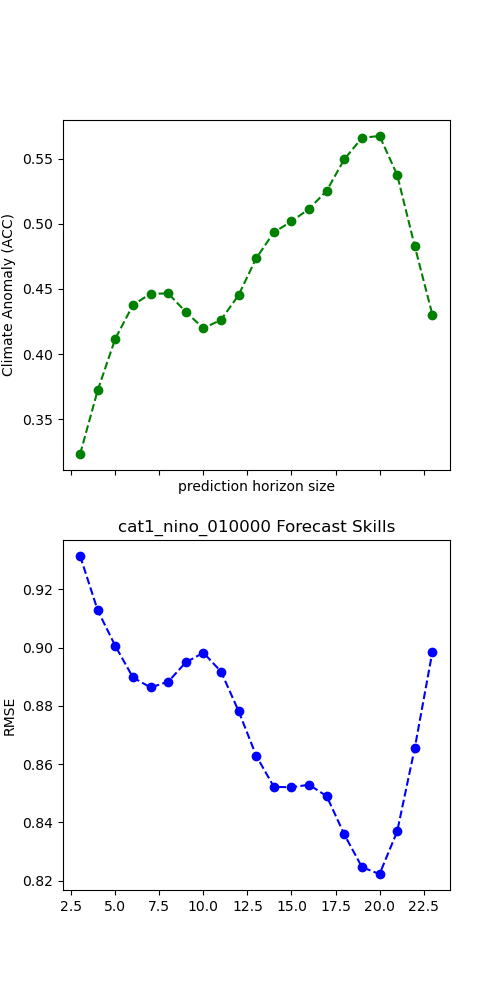 0.55
0.50
0.45
0.40
0.35
Climate Anomaly (ACC)
prediction horizon size
cat1_nino_010000 Forecast Skills
0.92
0.90
0.88
0.86
0.84
0.82
RMSE
2.5 5.0 7.5 10.0 12.5 15.0 17.5 20.0 22.5